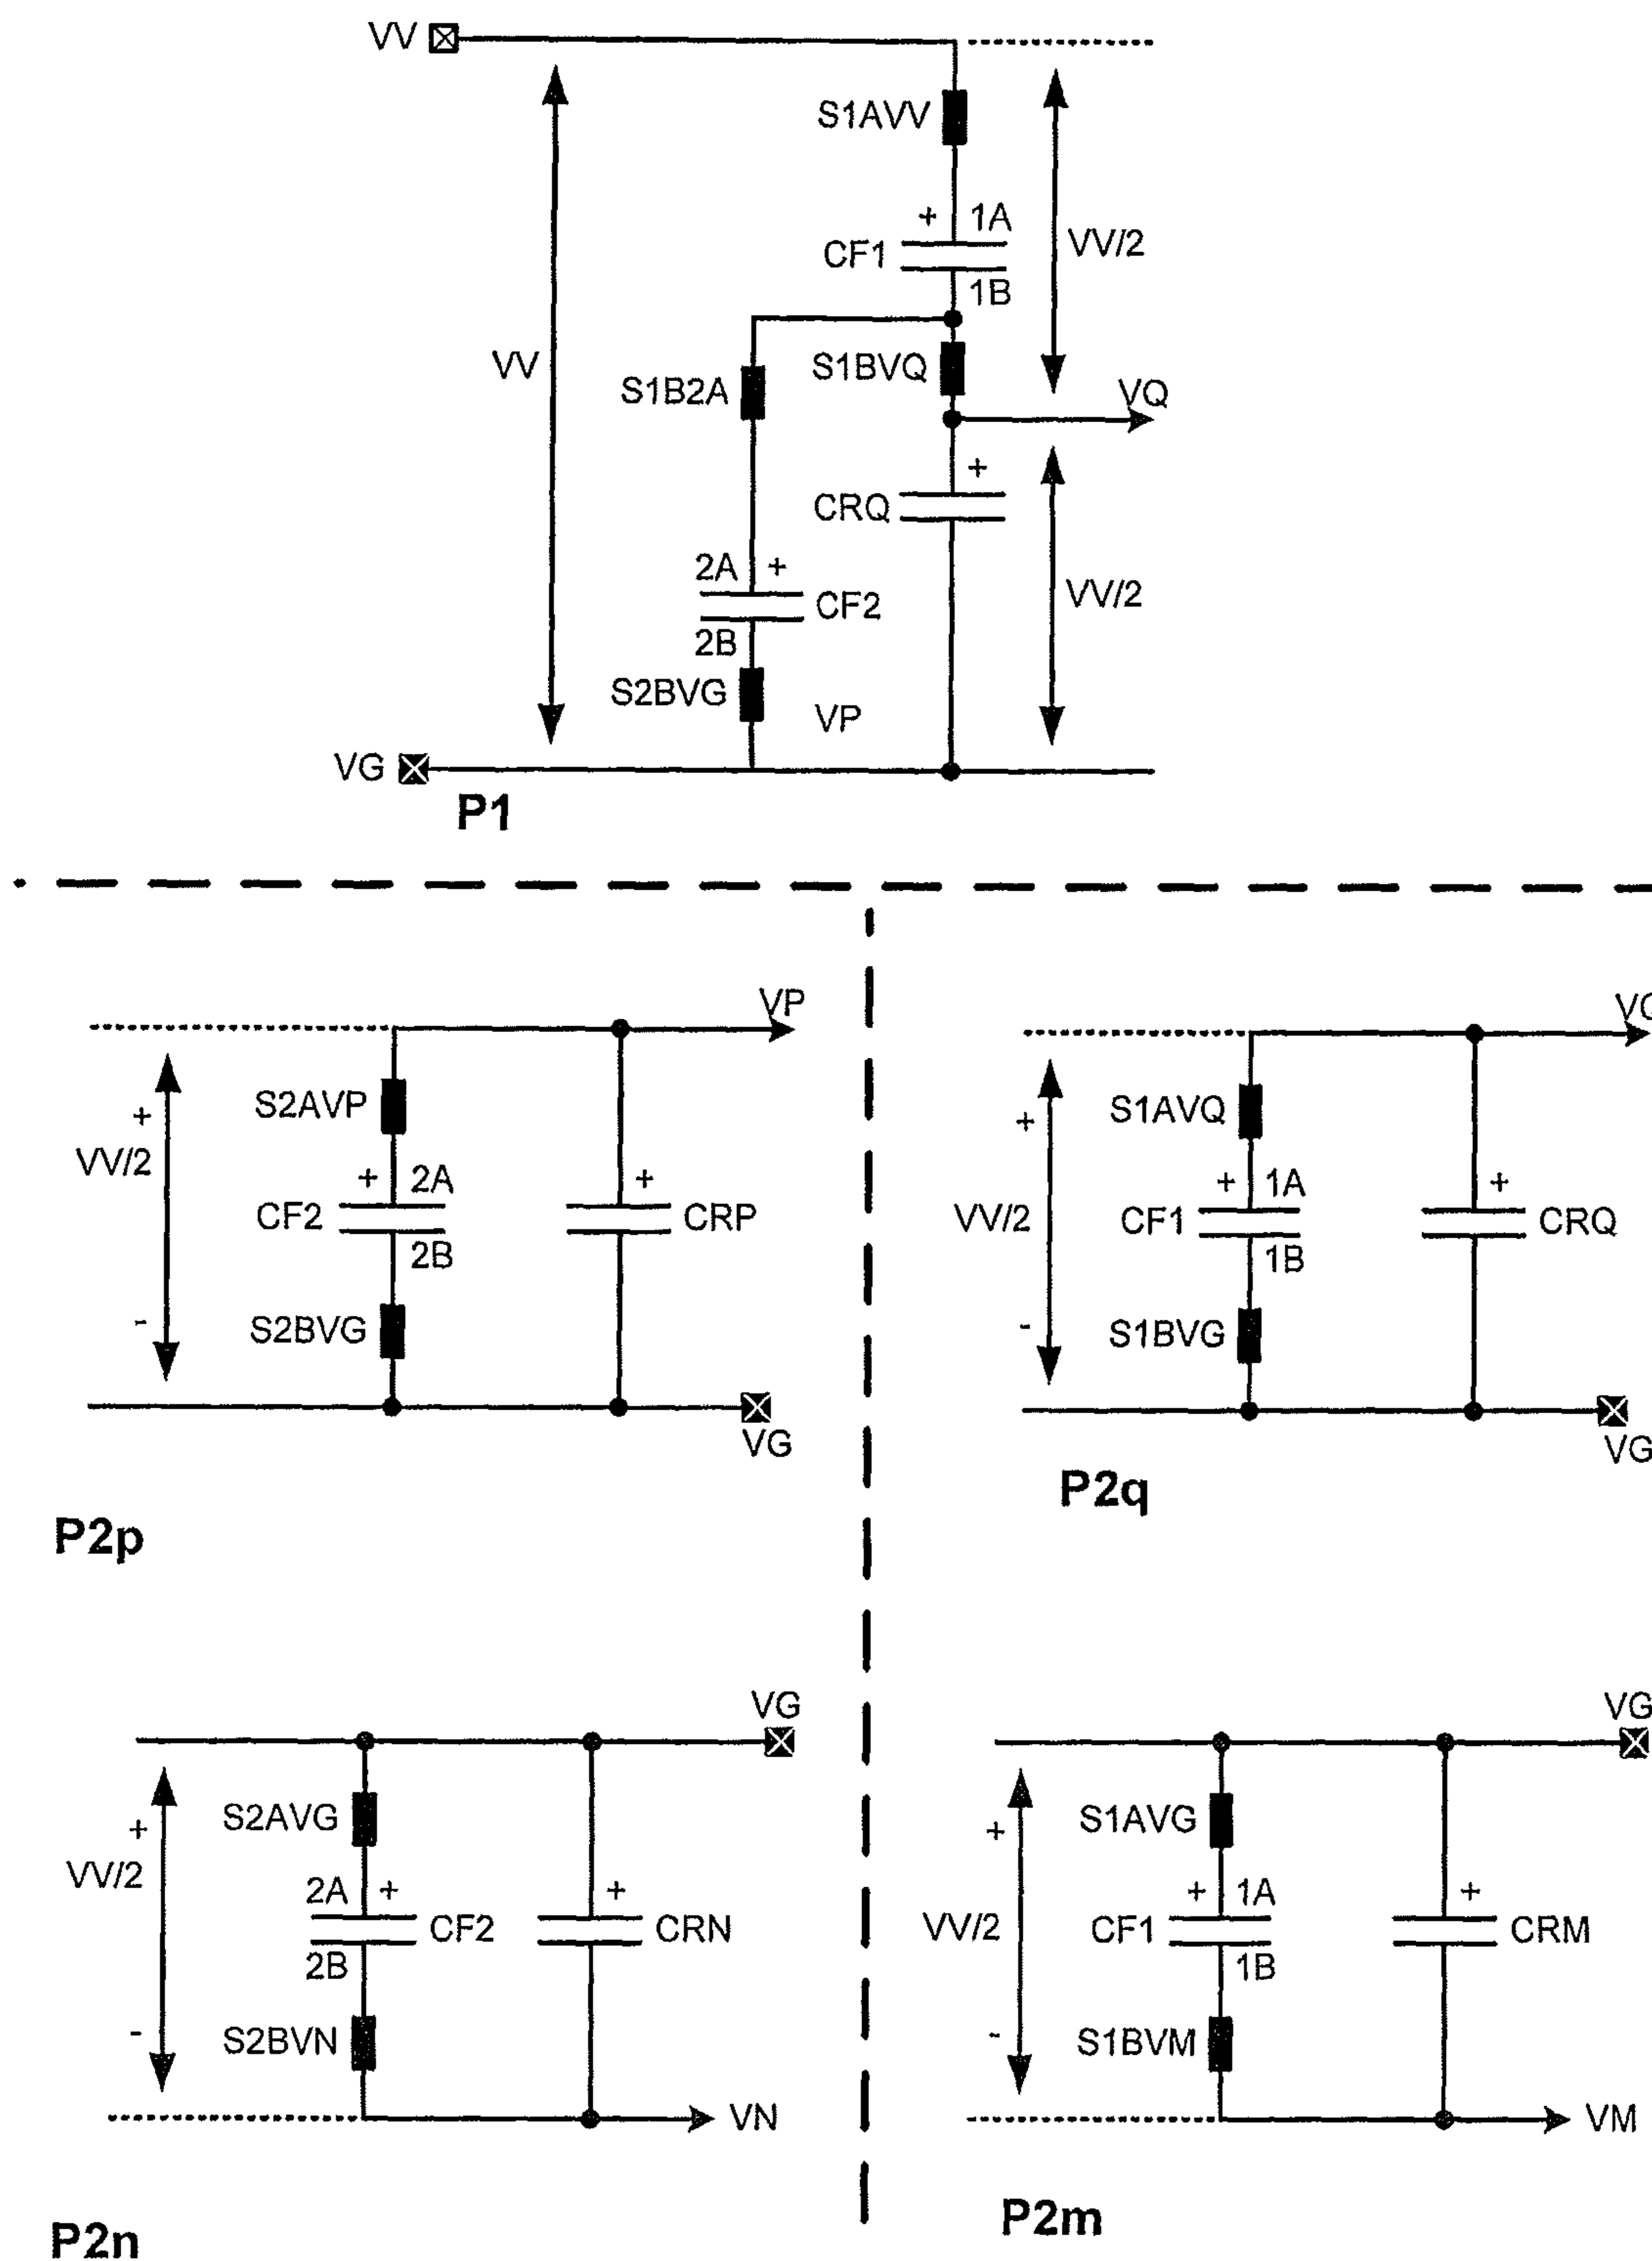 VV
S1AVV
+ 1A
CF1
VV/2
1B
VV
S1B2A
S1BVQ
VQ
+
CRQ
2A +
CF2
VV/2
2B
S2BVG
VP
VG
P1
VP
S2AVP
+
VV/2
+ 2A
+
CF2
CRP
2B
S2BVG
-
VG
P2p
S1AVQ
+
VV/2
+ 1A
+
CF1
CRQ
1B
S1BVG
-
VG
P2q
VG
S2AVG
+
VV/2
2A +
+
CF2
CRN
2B
S2BVN
-
VN
P2n
VG
S1AVG
+
VV/2
+ 1A
+
CF1
CRM
1B
S1BVM
-
VM
P2m